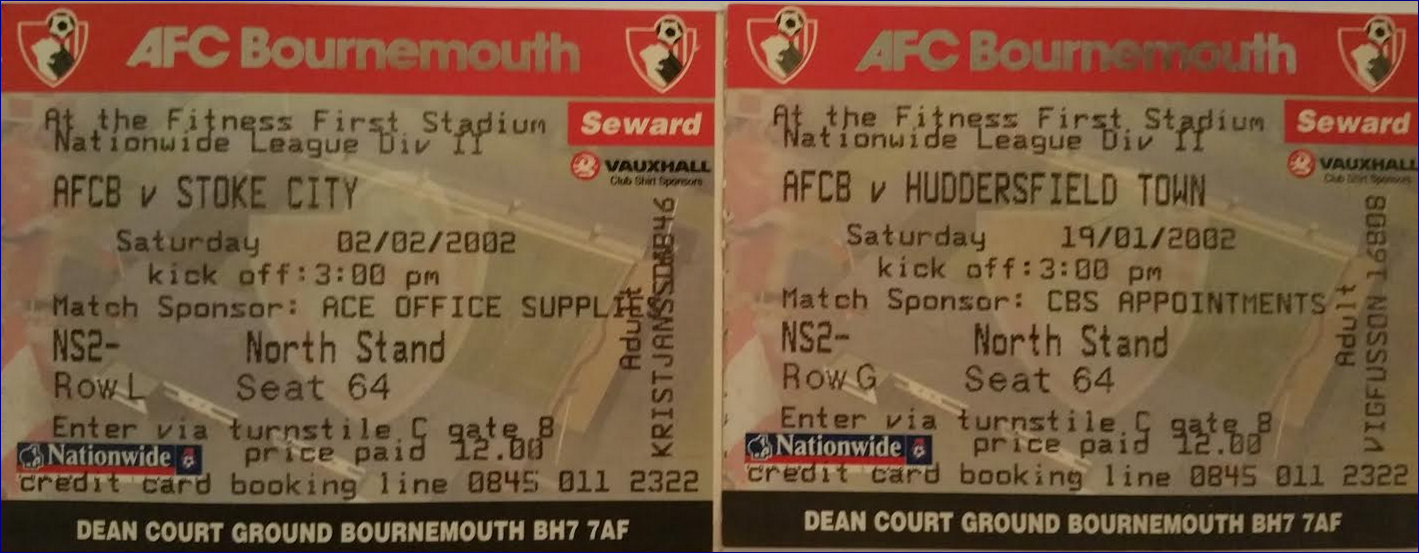 AFC Bournemouth
At the Fitness First Stadium
Nationwide League Div II
Seward
VAUXHALL
Club Shirt Sponsors
AFCB v STOKE CITY
Saturday 02/02/2002
kick off:3:00 pm
Match Sponsor: ACE OFFICE
NS2- North Stand
Row L Seat 64
Enter via turnstile C gate B
price paid 12.00
Nationwide
credit card booking line 0845 011 2322
Adult
KRISTJANSSON
DEAN COURT GROUND BOURNEMOUTH BH7 7AF
AFC Bournemouth
At the Fitness First Stadium
Nationwide League Div II
Seward
VAUXHALL
Club Shirt Sponsors
AFCB v HUDDERSFIELD TOWN
Saturday 19/01/2002
kick off:3:00 pm
Match Sponsor: CBS APPOINTMENTS
NS2- North Stand
Row G Seat 64
Enter via turnstile C gate B
price paid 12.00
Nationwide
credit card booking line 0845 011 2322
Adult
VIGFUSSON 16808
DEAN COURT GROUND BOURNEMOUTH BH7 7AF